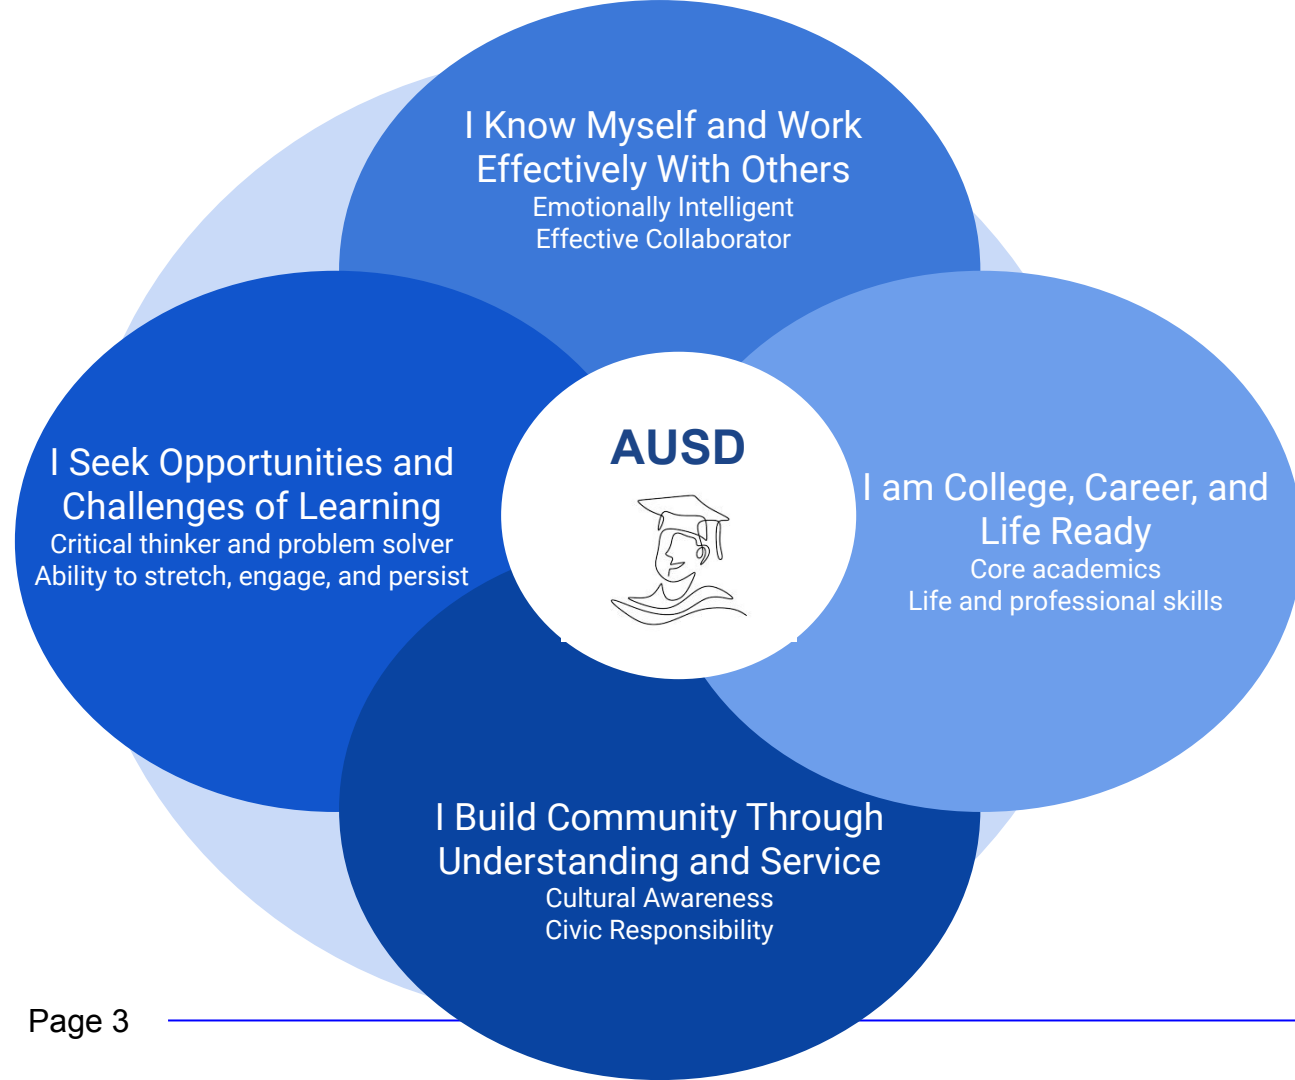 I Know Myself and Work
Effectively With Others
Emotionally Intelligent
Effective Collaborator
I Seek Opportunities and
Challenges of Learning
Critical thinker and problem solver
Ability to stretch, engage, and persist
AUSD
I am College, Career, and
Life Ready
Core academics
Life and professional skills
I Build Community Through
Understanding and Service
Cultural Awareness
Civic Responsibility
Page 3